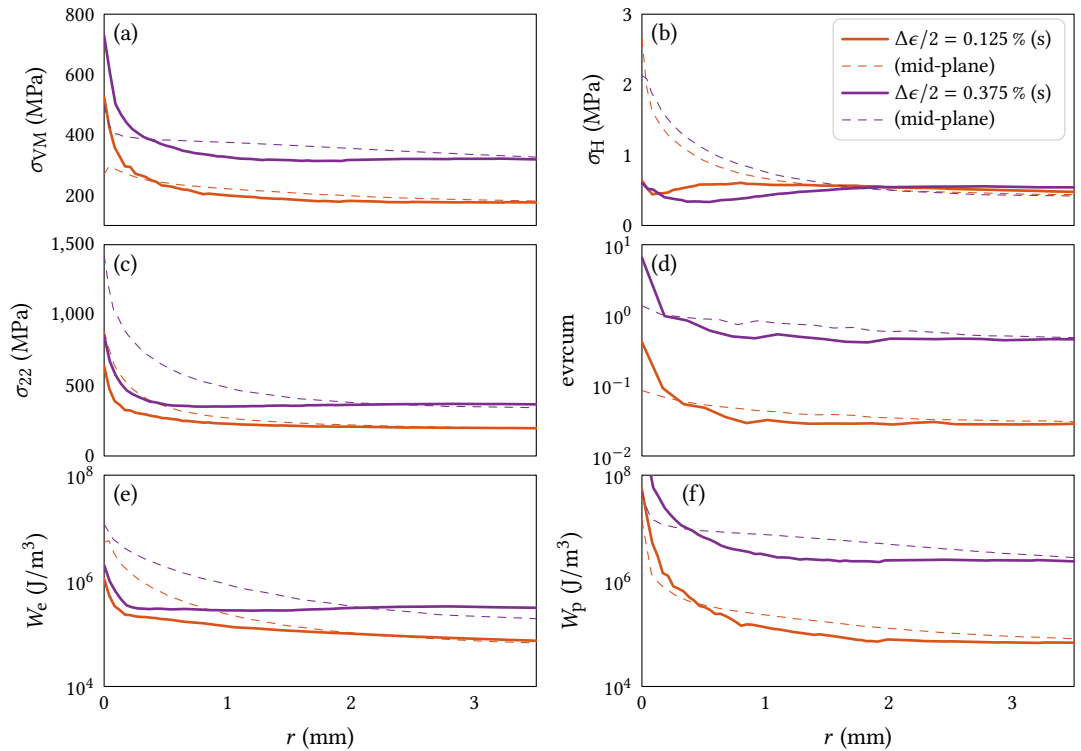 800
600
400
200
σVM (MPa)
(a)
3
2
1
0
σH (MPa)
(b)
Δϵ/2 = 0.125 % (s)
(mid-plane)
Δϵ/2 = 0.375 % (s)
(mid-plane)
1,500
1,000
500
0
σ22 (MPa)
(c)
10^1
10^0
10^−1
10^−2
evrcum
(d)
10^8
10^6
10^4
We (J/m^3)
(e)
0 1 2 3
r (mm)
10^8
10^6
10^4
Wp (J/m^3)
(f)
0 1 2 3
r (mm)